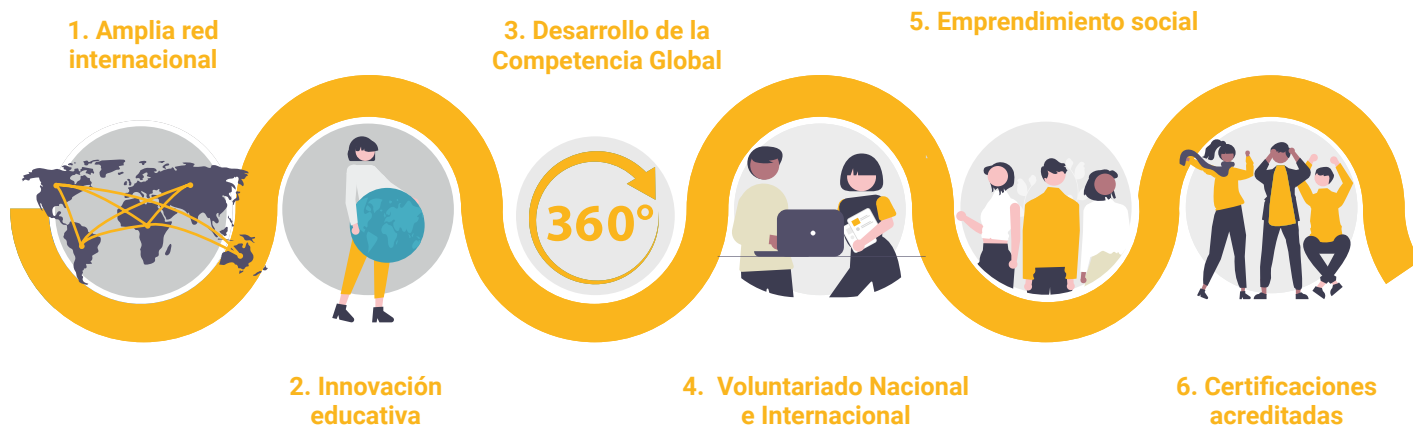 1. Amplia red
internacional
2. Innovación
educativa
3. Desarrollo de la
Competencia Global
360°
4. Voluntariado Nacional
e Internacional
5. Emprendimiento social
6. Certificaciones
acreditadas